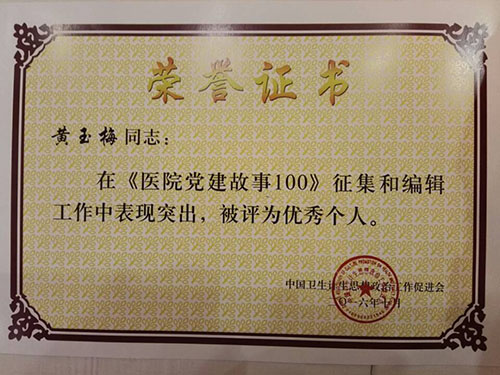 荣誉证书
黄玉梅同志：
在《医院党建故事100》征集和编辑
工作中表现突出，被评为优秀个人。
中国卫生计生思想政治工作促进会
〇一六年十月